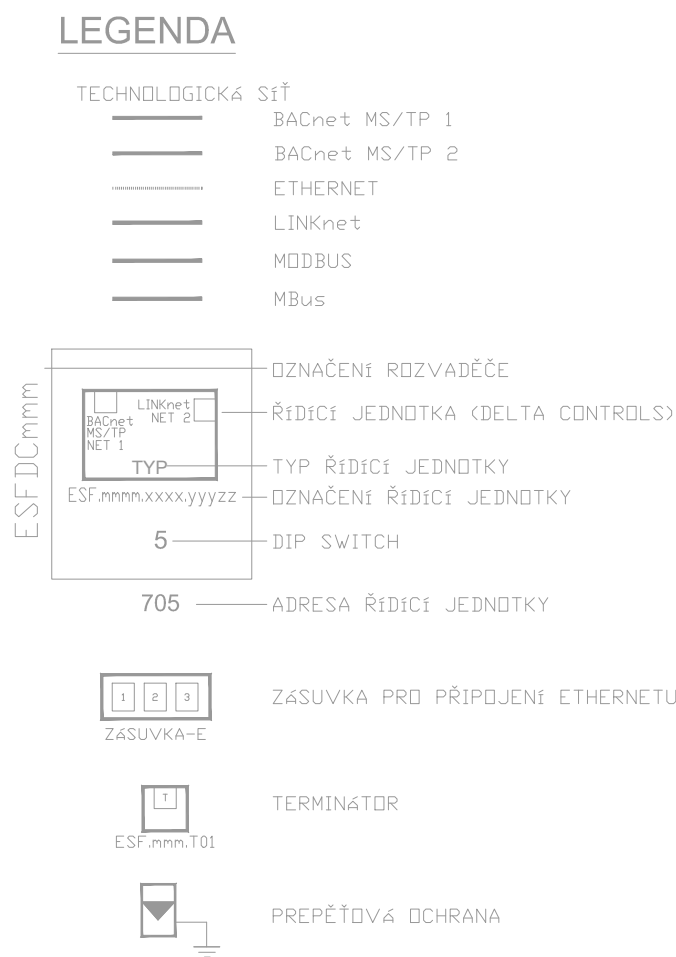 LEGENDA
TECHNOLOGICKÁ SÍŤ
BACnet MS/TP 1
BACnet MS/TP 2
ETHERNET
LINKnet
MODBUS
MBus
OZNAČENÍ ROZVADĚČE
ESFDCmmm
LINKnet
NET 2
BACnet
MS/TP
NET 1
ŘÍDÍCÍ JEDNOTKA (DELTA CONTROLS)
TYP
TYP ŘÍDÍCÍ JEDNOTKY
ESF.mmmm.xxxx.yyyzz
OZNAČENÍ ŘÍDÍCÍ JEDNOTKY
5
DIP SWITCH
705
ADRESA ŘÍDÍCÍ JEDNOTKY
1 2 3
ZÁSUVKA-E
ZÁSUVKA PRO PŘIPOJENÍ ETHERNETU
T
ESF.mmm.T01
TERMINÁTOR
PREPĚŤOVÁ OCHRANA